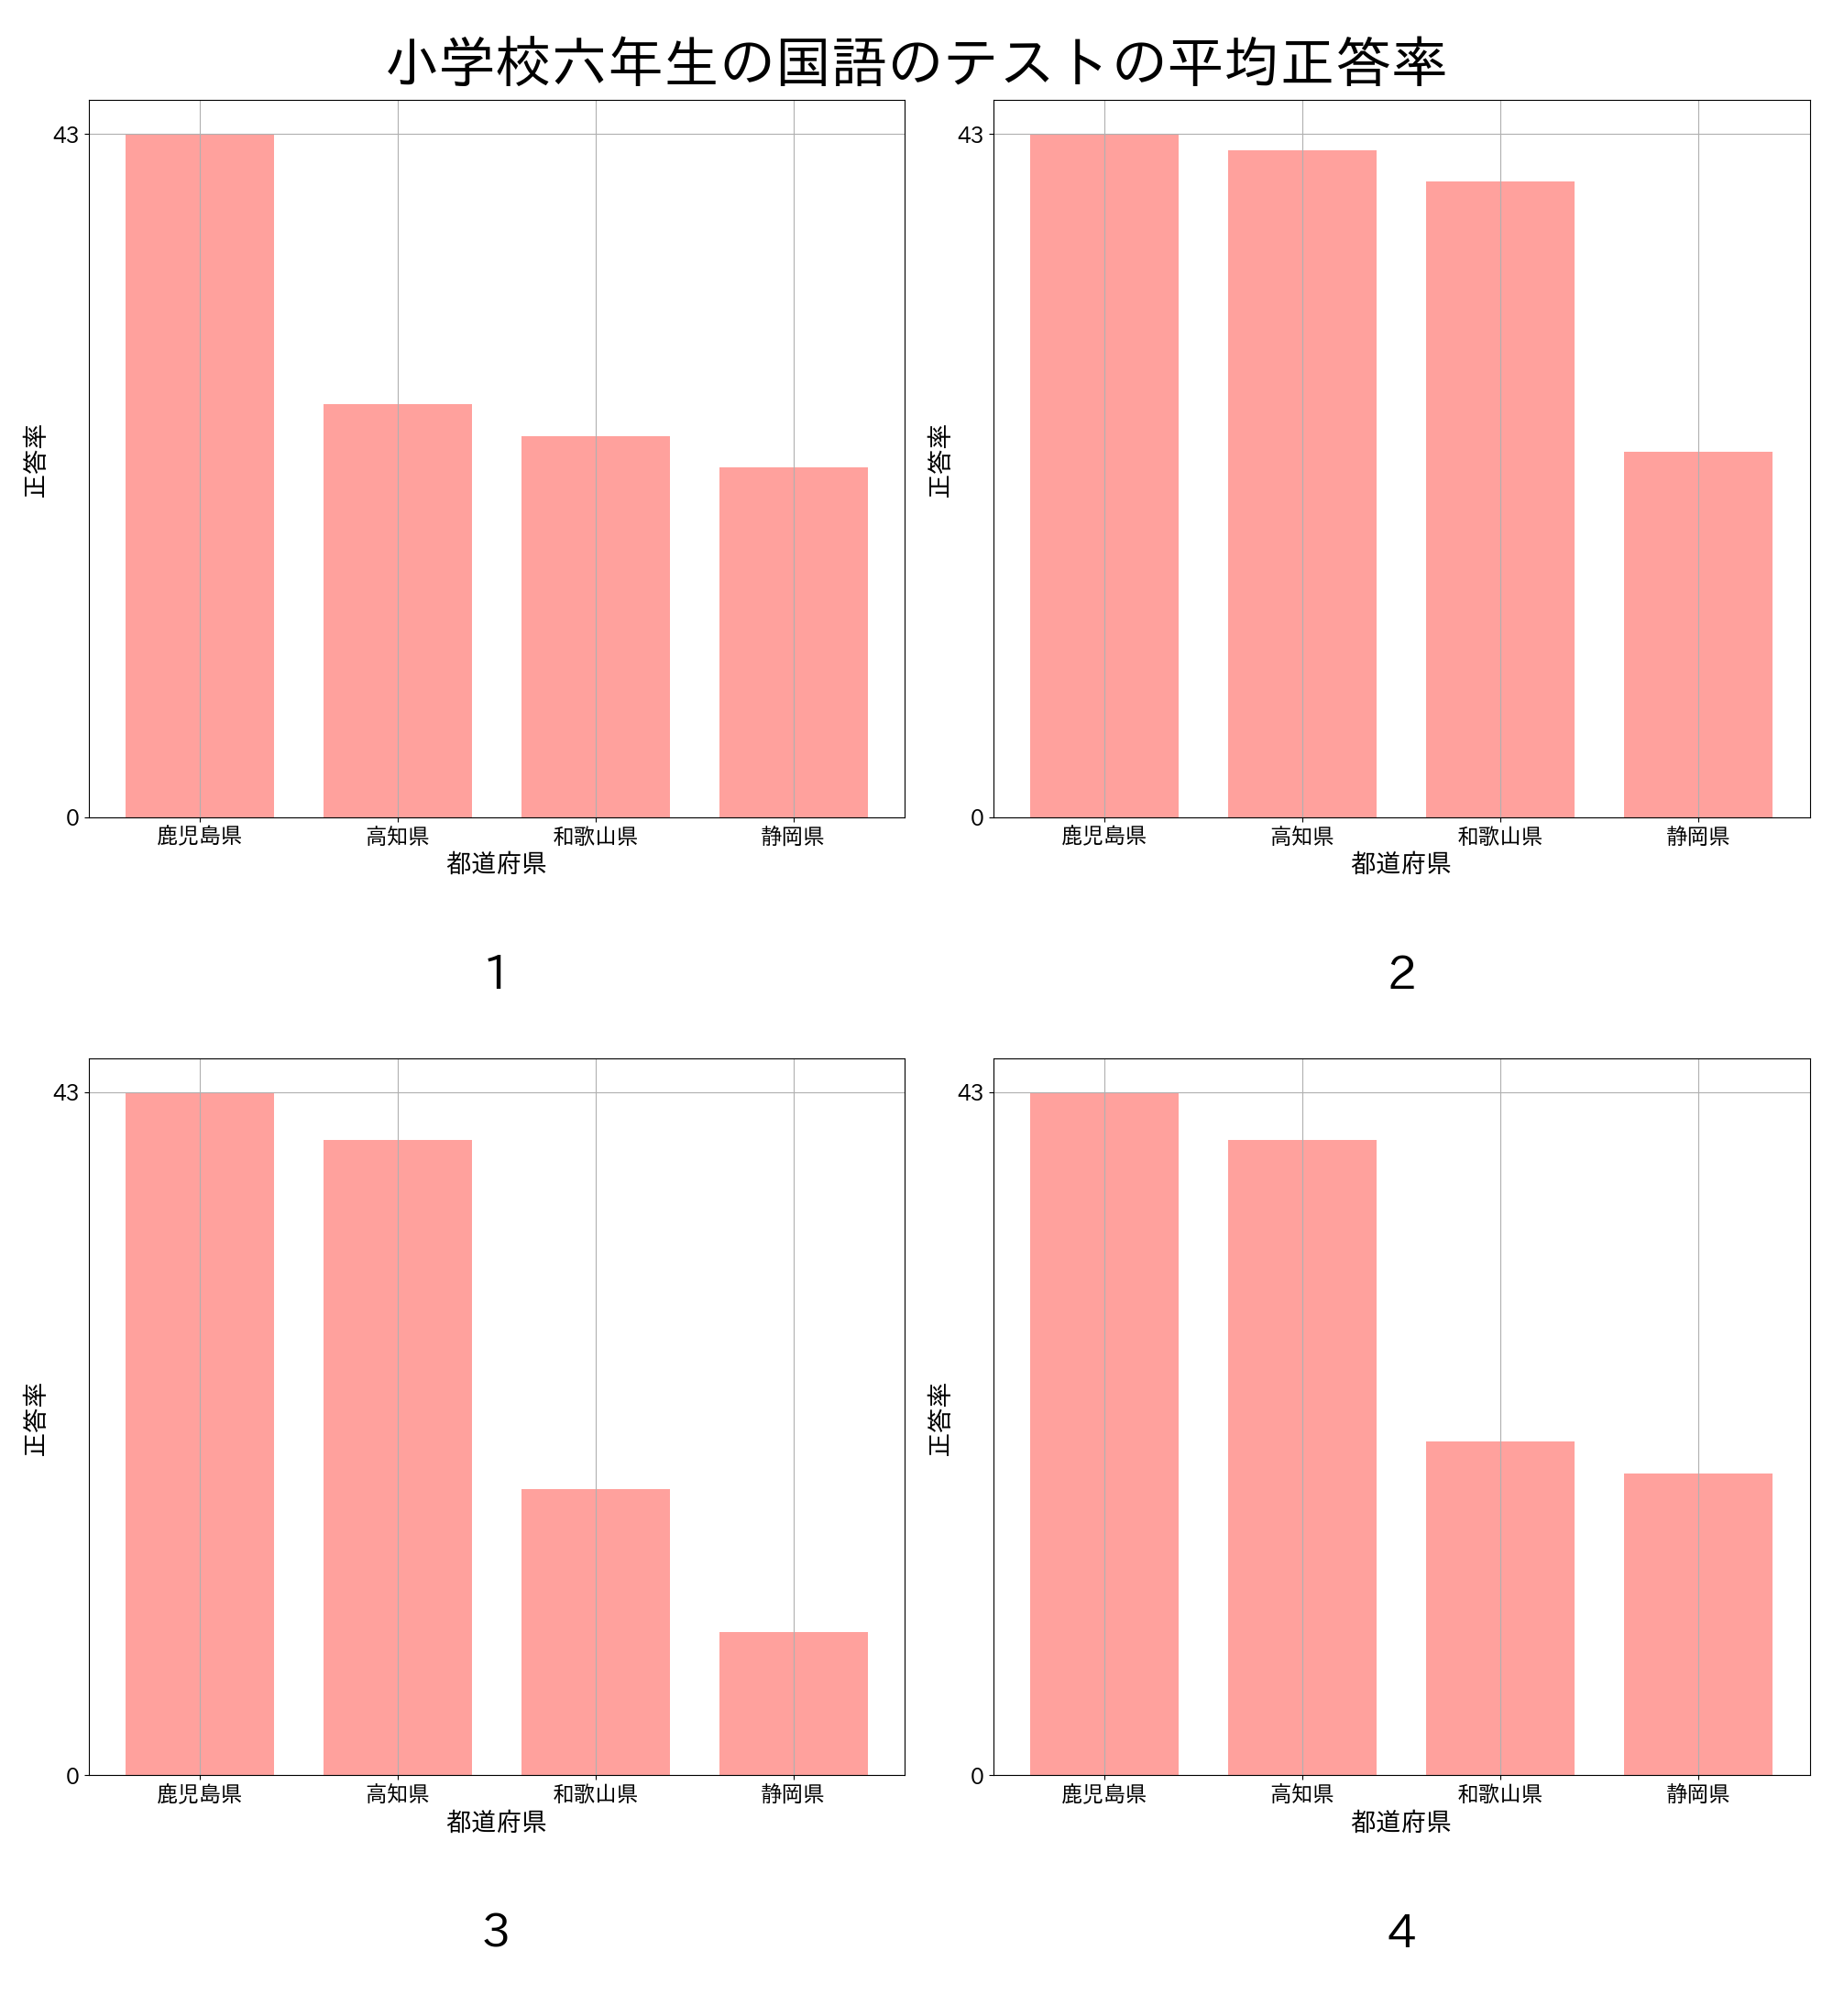 小学校六年生の国語のテストの平均正答率
43
0
正答率
鹿児島県 高知県 和歌山県 静岡県
都道府県
1
43
0
正答率
鹿児島県 高知県 和歌山県 静岡県
都道府県
2
43
0
正答率
鹿児島県 高知県 和歌山県 静岡県
都道府県
3
43
0
正答率
鹿児島県 高知県 和歌山県 静岡県
都道府県
4